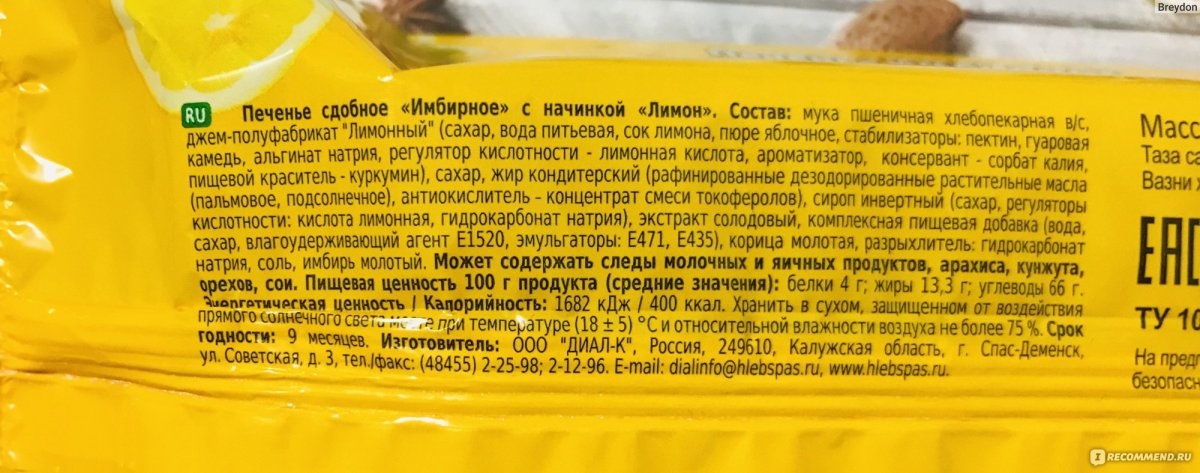 Breydon
RU Печенье сдобное «Имбирное» с начинкой «Лимон». Состав: мука пшеничная хлебопекарная в/с,
джем-полуфабрикат "Лимонный" (сахар, вода питьевая, сок лимона, пюре яблочное, стабилизаторы: пектин, гуаровая
камедь, альгинат натрия, регулятор кислотности - лимонная кислота, ароматизатор, консервант - сорбат калия,
пищевой краситель - куркумин), сахар, жир кондитерский (рафинированные дезодорированные растительные масла
(пальмовое, подсолнечное), антиокислитель - концентрат смеси токоферолов), сироп инвертный (сахар, регуляторы
кислотности: кислота лимонная, гидрокарбонат натрия), экстракт солодовый, комплексная пищевая добавка (вода,
сахар, влагоудерживающий агент Е1520, эмульгаторы: Е471, Е435), корица молотая, разрыхлитель: гидрокарбонат
натрия, соль, имбирь молотый. Может содержать следы молочных и яичных продуктов, арахиса, кунжута,
орехов, сои. Пищевая ценность 100 г продукта (средние значения): белки 4 г; жиры 13,3 г; углеводы 66 г.
Энергетическая ценность / Калорийность: 1682 кДж / 400 ккал. Хранить в сухом, защищенном от воздействия
прямого солнечного света месте при температуре (18 ± 5) °С и относительной влажности воздуха не более 75 %. Срок
годности: 9 месяцев. Изготовитель: ООО "ДИАЛ-К", Россия, 249610, Калужская область, г. Спас-Деменск,
ул. Советская, д. 3, тел./факс: (48455) 2-25-98; 2-12-96. E-mail: dialinfo@hlebspas.ru, www.hlebspas.ru.
Масс
Таза са
Вазни
ЕАС
ТУ 10
На пред
безопасн
I RECOMMEND.RU